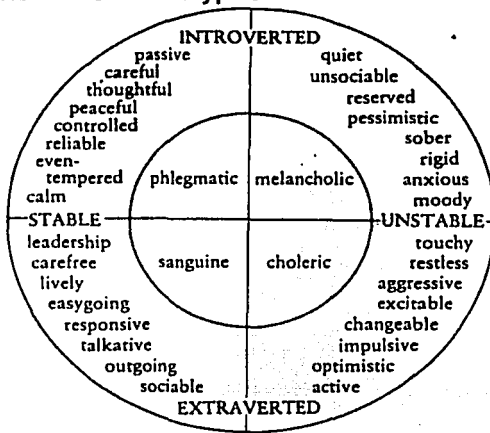 INTROVERTED
passive
careful
thoughtful
peaceful
controlled
reliable
even-
tempered
calm
quiet
unsociable
reserved
pessimistic
sober
rigid
anxious
moody
phlegmatic
melancholic
STABLE
UNSTABLE
sanguine
choleric
leadership
carefree
lively
easygoing
responsive
talkative
outgoing
sociable
touchy
restless
aggressive
excitable
changeable
impulsive
optimistic
active
EXTRAVERTED